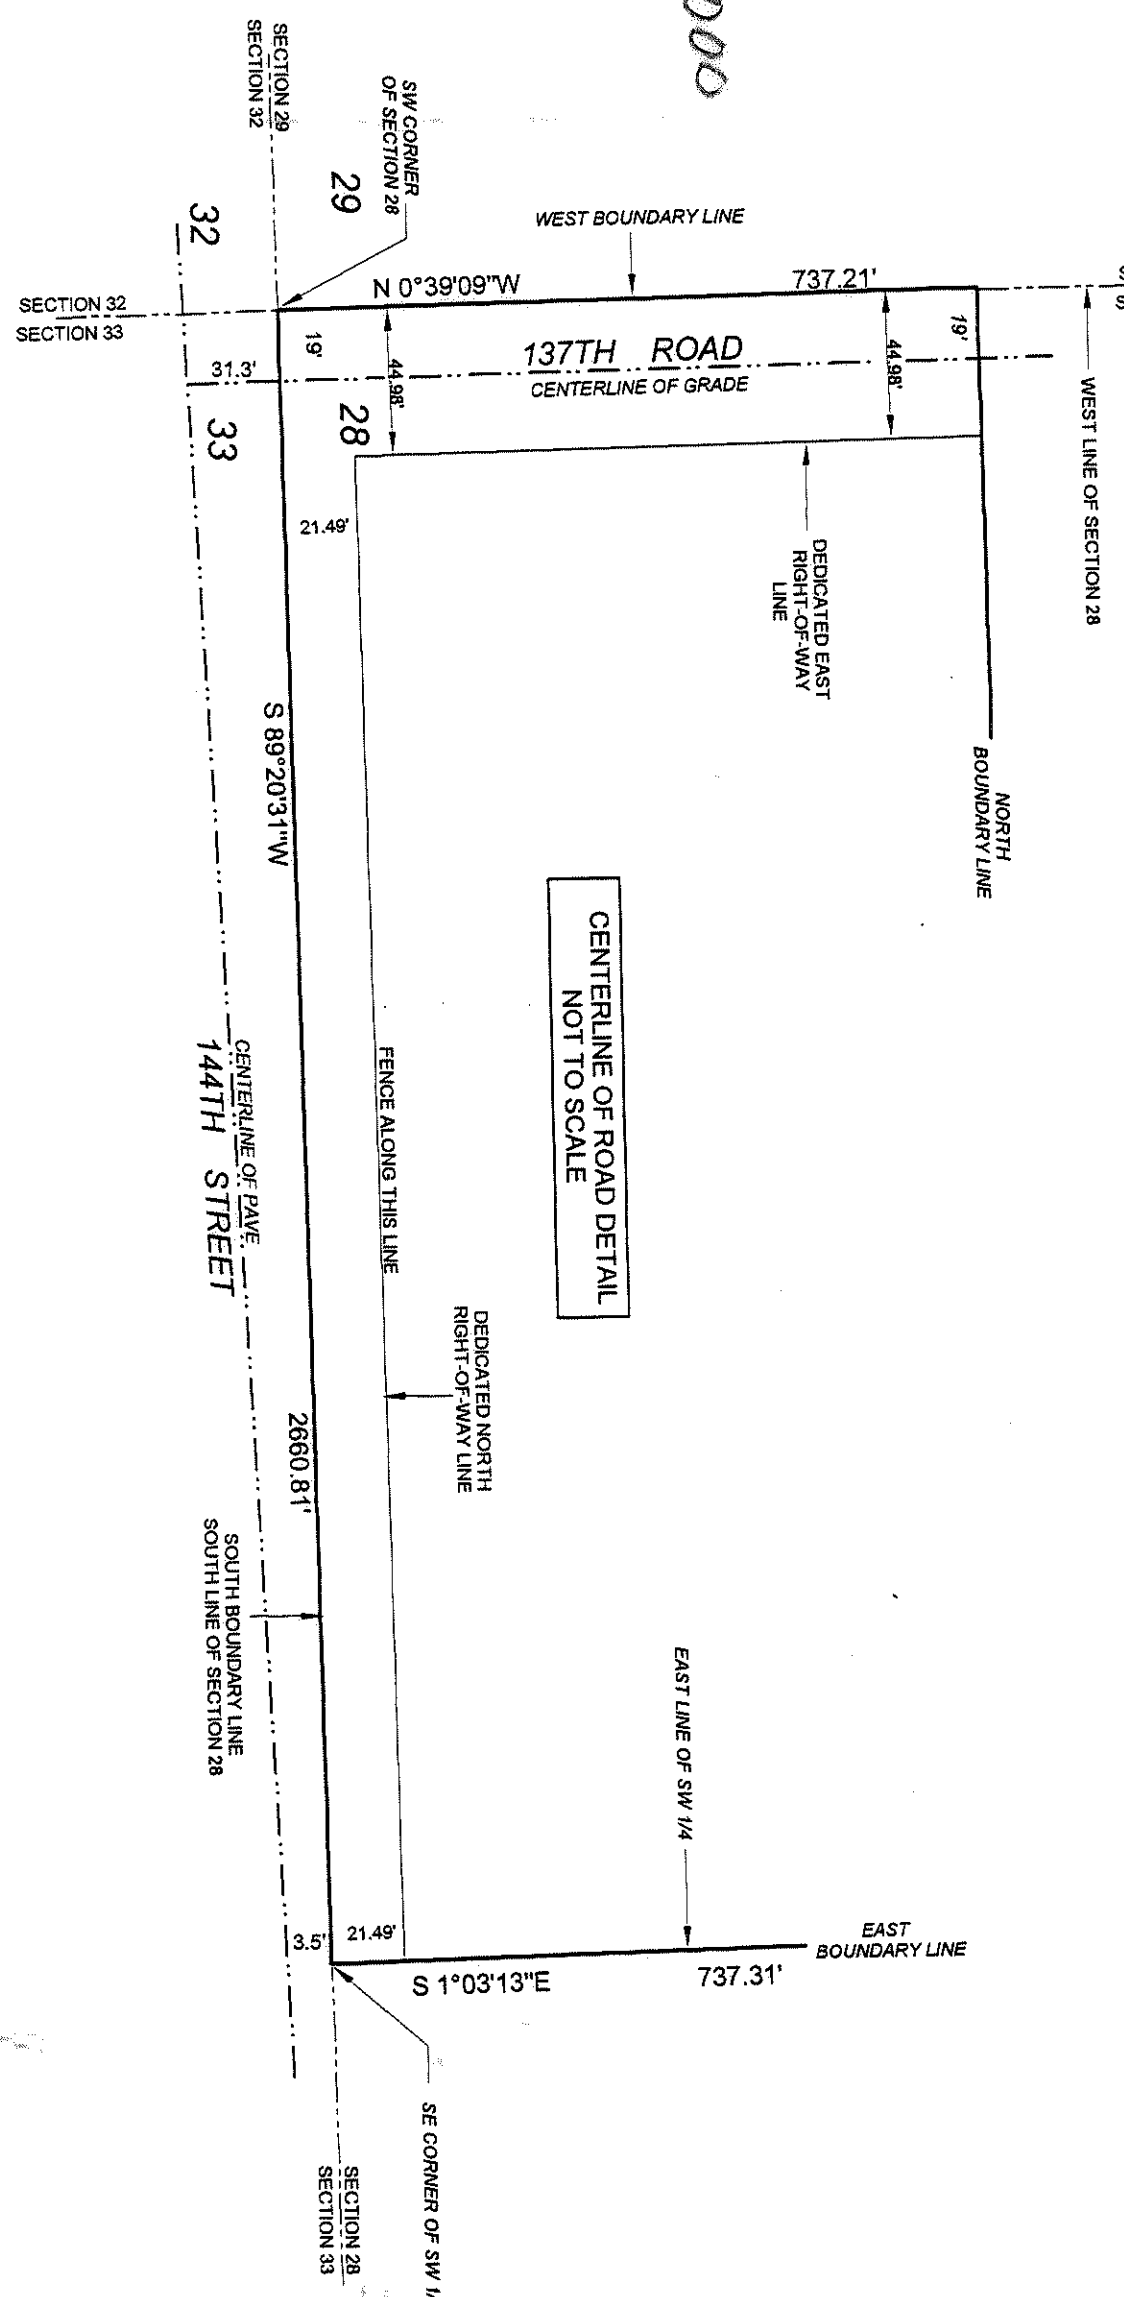 000
SECTION 29
SECTION 32
SW CORNER
OF SECTION 28
29
32
WEST BOUNDARY LINE
N 0°39'09"W
737.21'
SECTION 32
SECTION 33
19'
44.98'
31.3'
137TH ROAD
CENTERLINE OF GRADE
44.98'
19'
WEST LINE OF SECTION 28
28
33
21.49'
DEDICATED EAST
RIGHT-OF-WAY
LINE
NORTH
BOUNDARY LINE
S 89°20'31"W
CENTERLINE OF ROAD DETAIL
NOT TO SCALE
CENTERLINE OF PAVE
144TH STREET
FENCE ALONG THIS LINE
DEDICATED NORTH
RIGHT-OF-WAY LINE
2660.81'
SOUTH BOUNDARY LINE
SOUTH LINE OF SECTION 28
EAST LINE OF SW 1/4
3.5'
21.49'
EAST
BOUNDARY LINE
S 1°03'13"E
737.31'
SE CORNER OF SW
SECTION 28
SECTION 33